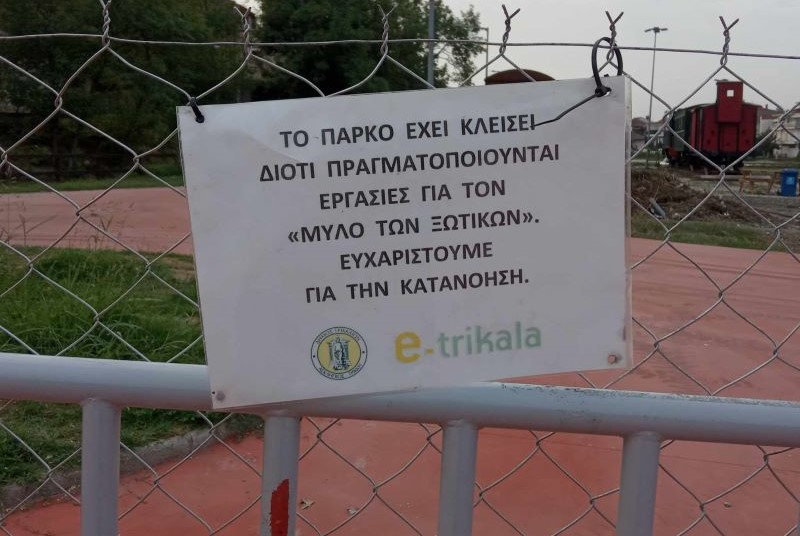 ΤΟ ΠΑΡΚΟ ΕΧΕΙ ΚΛΕΙΣΕΙ
ΔΙΟΤΙ ΠΡΑΓΜΑΤΟΠΟΙΟΥΝΤΑΙ
ΕΡΓΑΣΙΕΣ ΓΙΑ ΤΟΝ
«ΜΥΛΟ ΤΩΝ ΞΩΤΙΚΩΝ».
ΕΥΧΑΡΙΣΤΟΥΜΕ
ΓΙΑ ΤΗΝ ΚΑΤΑΝΟΗΣΗ.
e-trikala